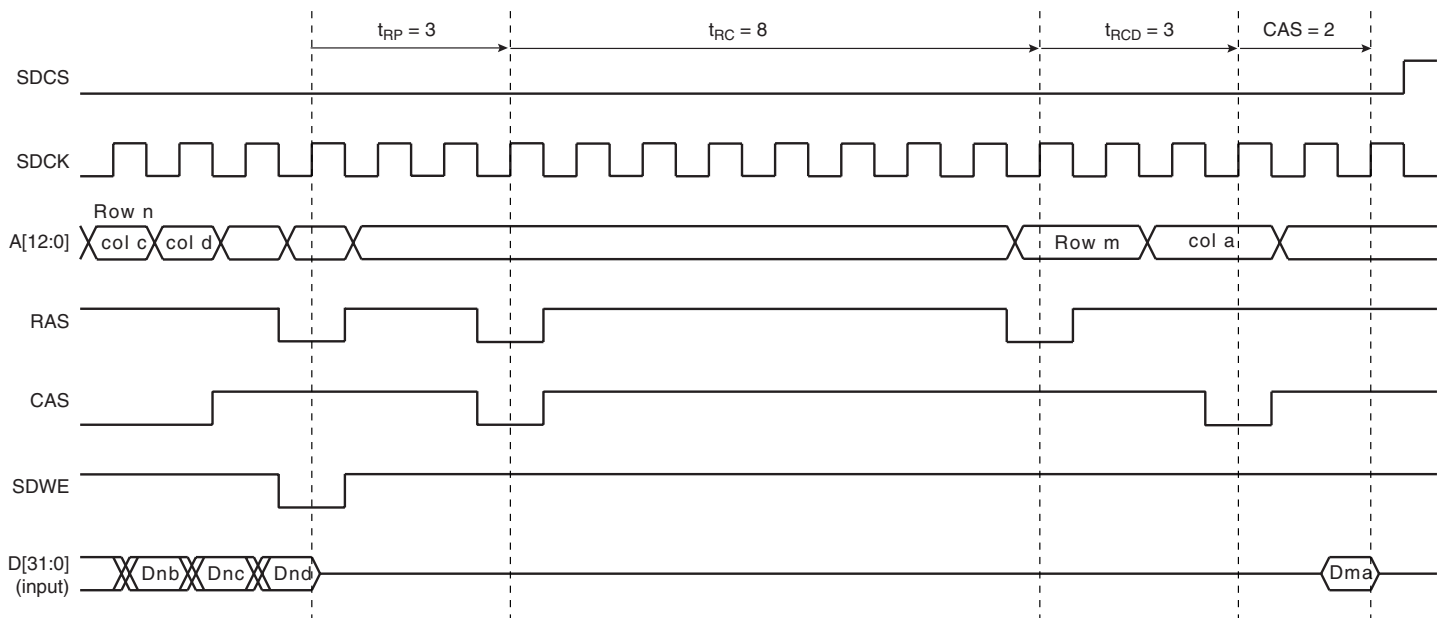 tRP = 3
tRC = 8
tRCD = 3
CAS = 2
SDCS
SDCK
Row n
A[12:0]
col c
col d
Row m
col a
RAS
CAS
SDWE
D[31:0]
(input)
Dnb
Dnc
Dnd
Dma